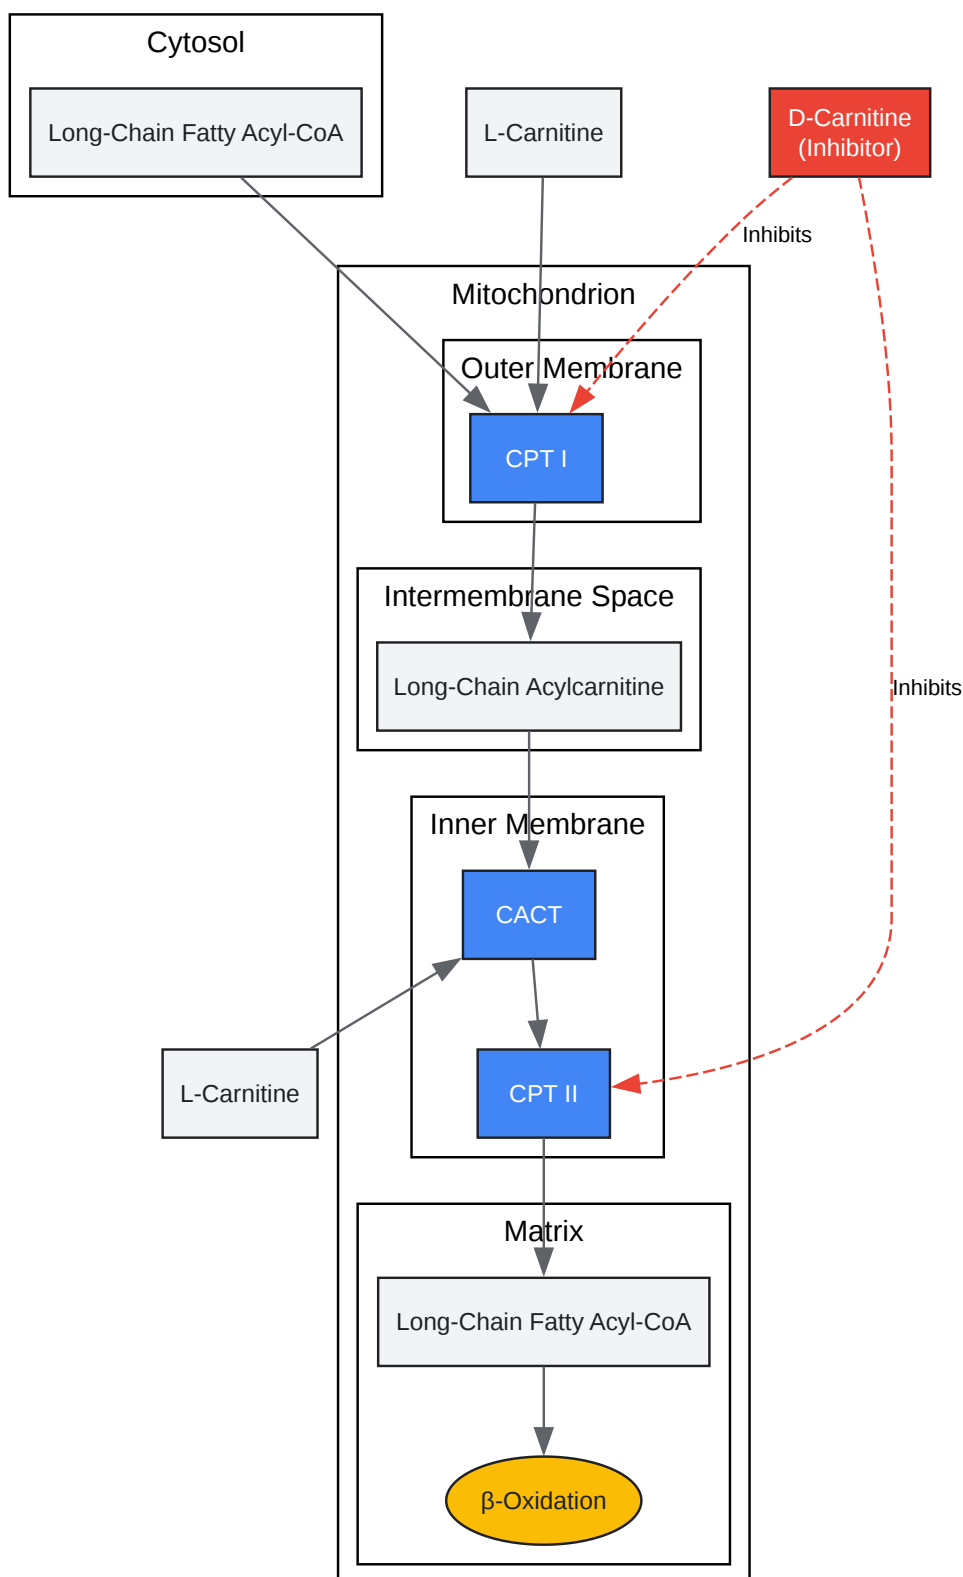 Cytosol
Long-Chain Fatty Acyl-CoA
L-Carnitine
D-Carnitine
(Inhibitor)
Inhibits
Mitochondrion
Outer Membrane
CPT I
Intermembrane Space
Long-Chain Acylcarnitine
Inhibits
Inner Membrane
CACT
L-Carnitine
CPT II
Matrix
Long-Chain Fatty Acyl-CoA
β-Oxidation